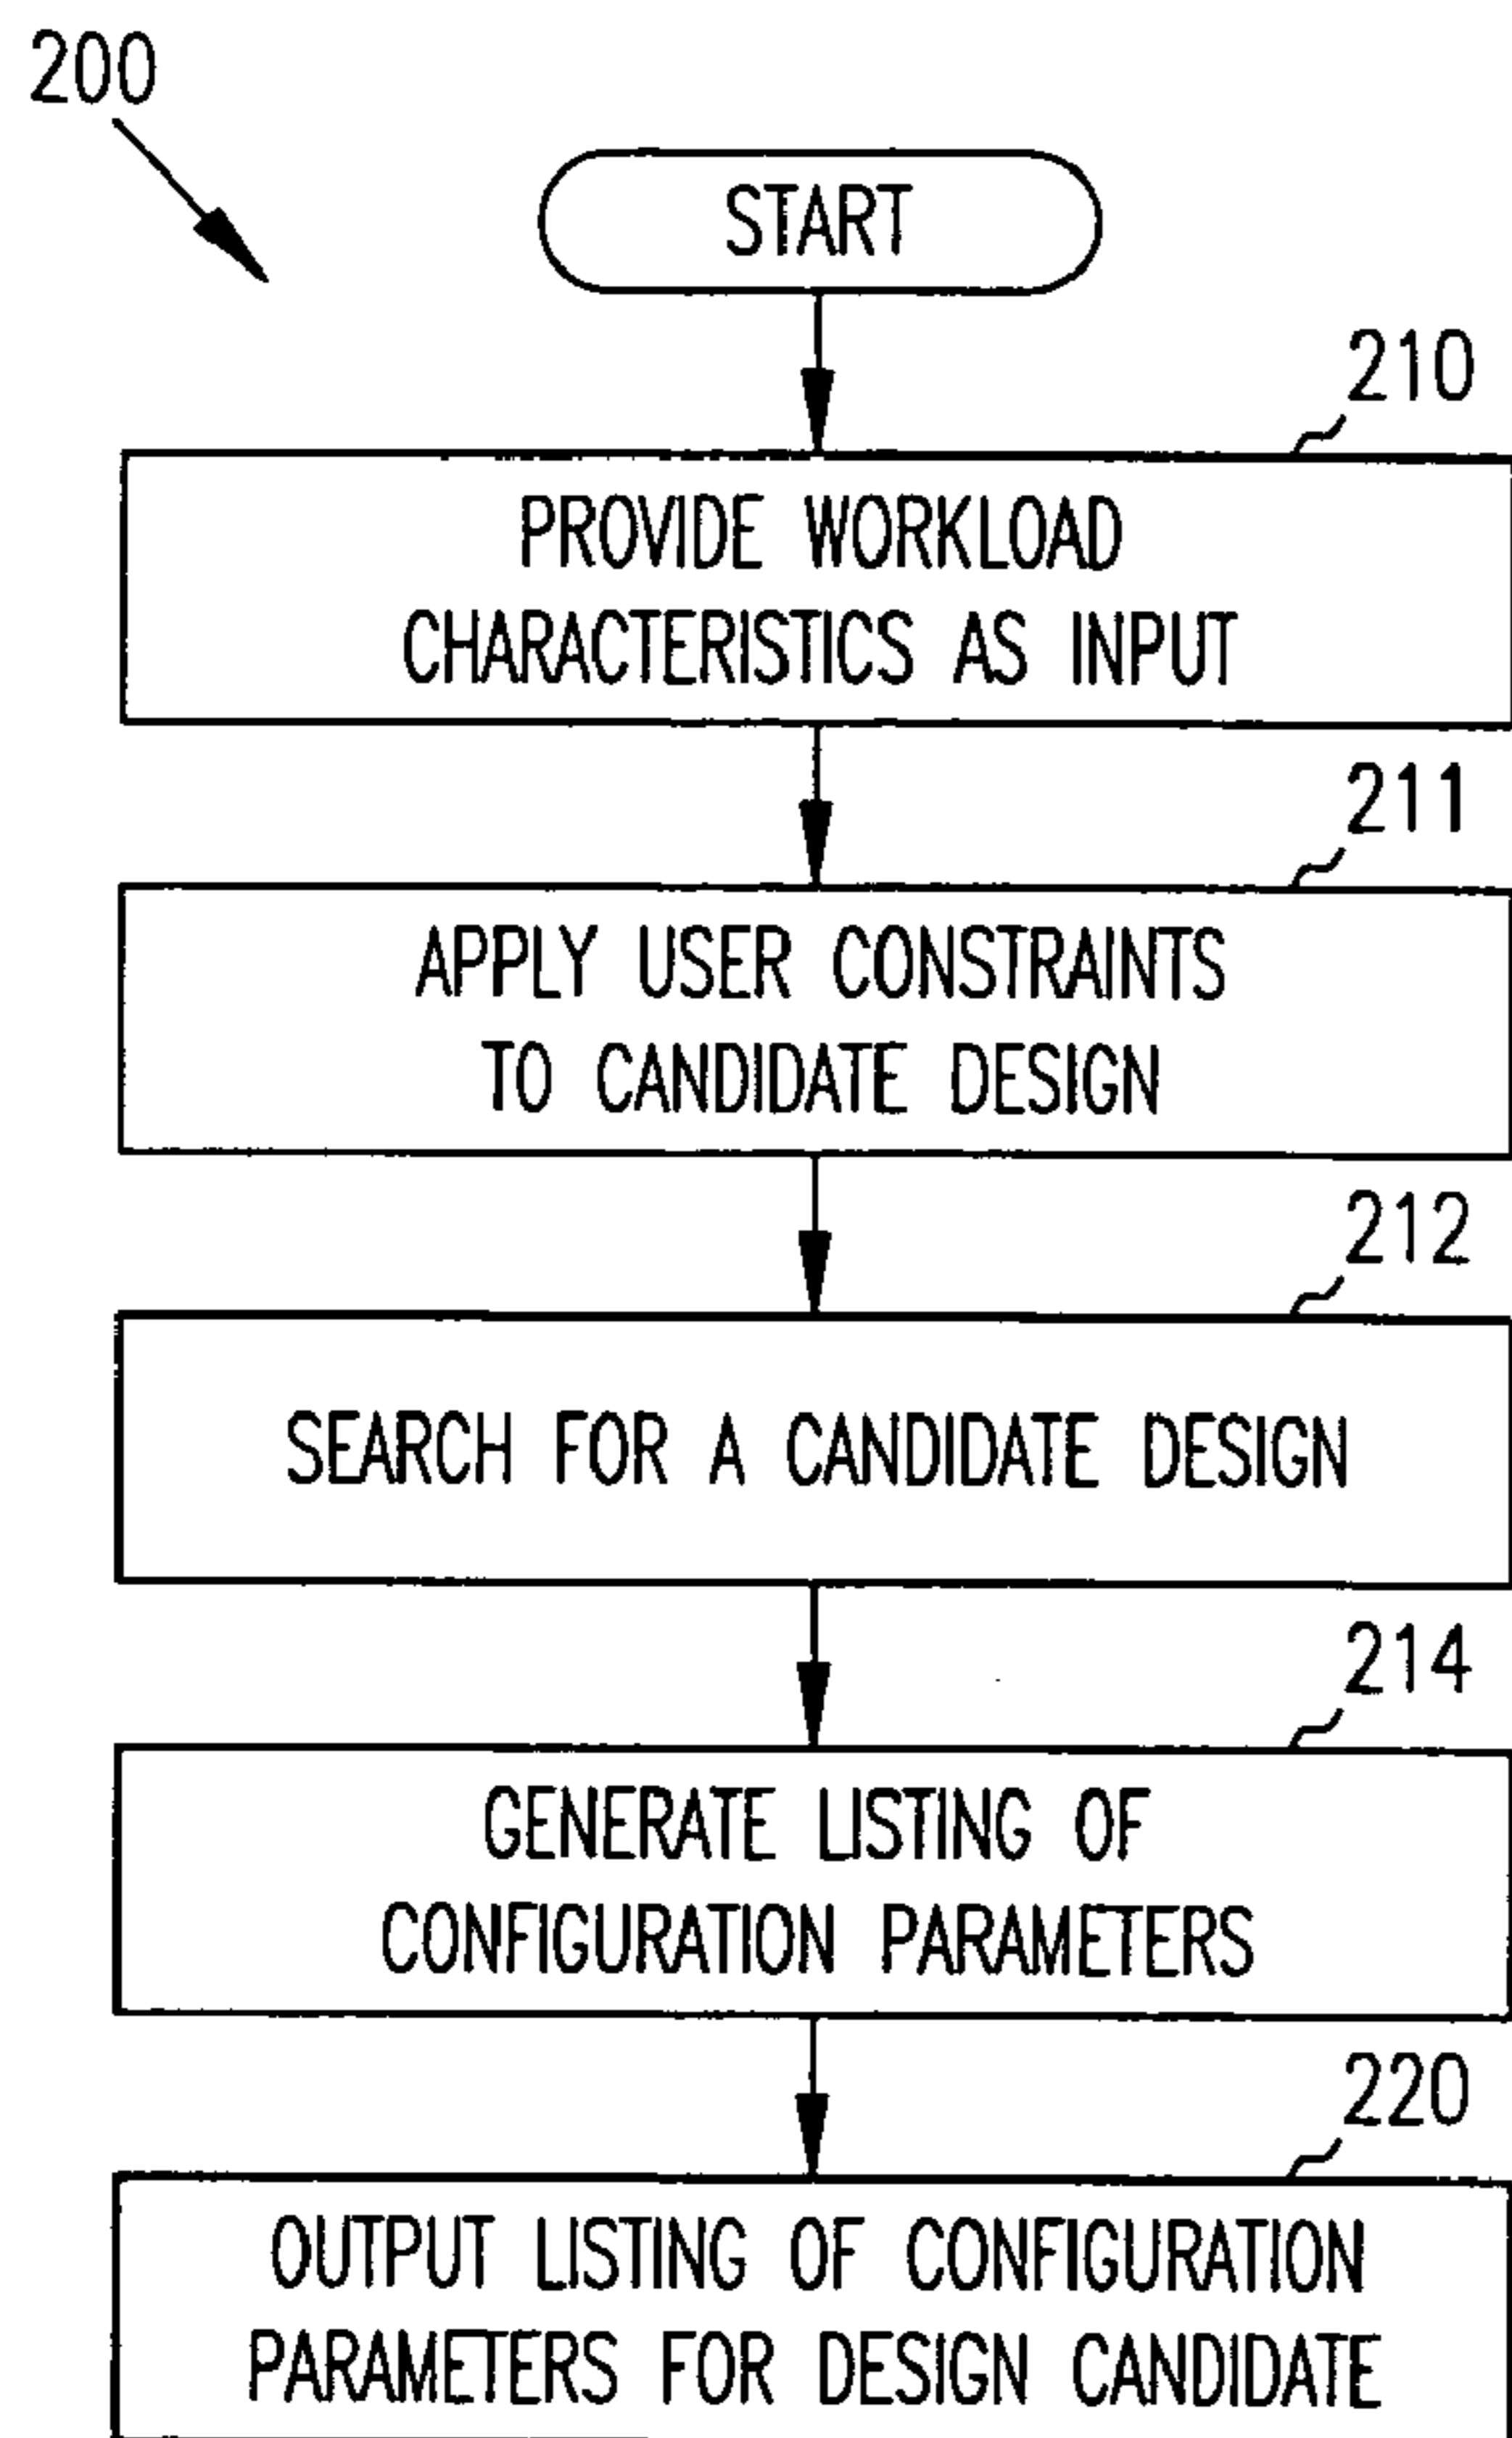 200
START
210
PROVIDE WORKLOAD
CHARACTERISTICS AS INPUT
211
APPLY USER CONSTRAINTS
TO CANDIDATE DESIGN
212
SEARCH FOR A CANDIDATE DESIGN
214
GENERATE LISTING OF
CONFIGURATION PARAMETERS
220
OUTPUT LISTING OF CONFIGURATION
PARAMETERS FOR DESIGN CANDIDATE